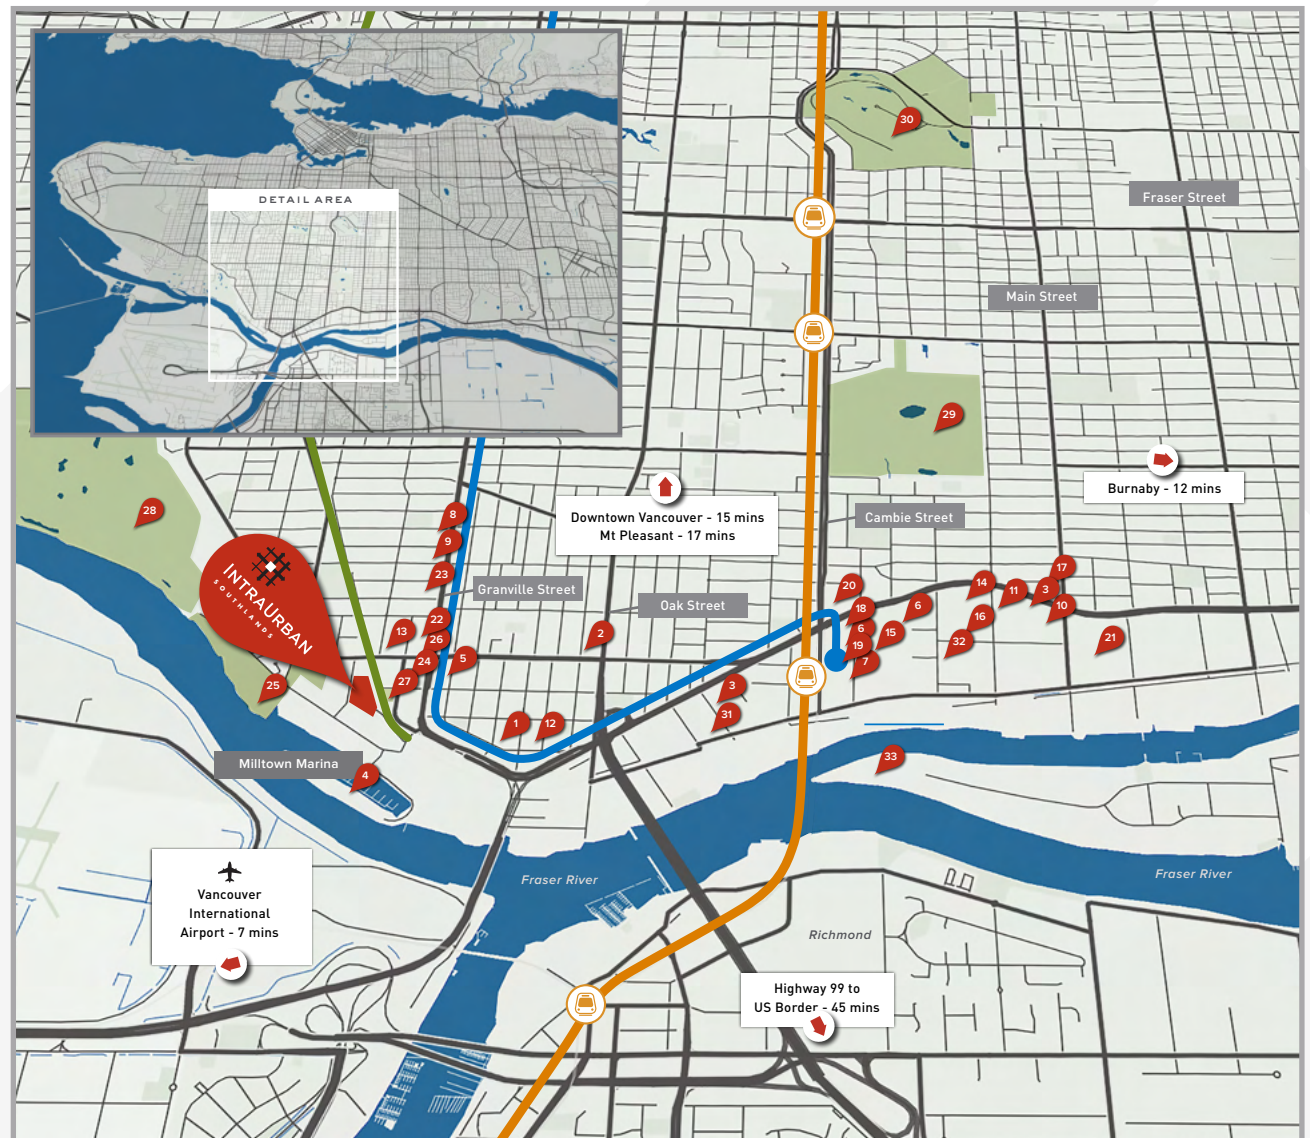 DETAIL AREA
30
Fraser Street
Main Street
29
Burnaby - 12 mins
28
8
9
23
Downtown Vancouver - 15 mins
Mt Pleasant - 17 mins
Cambie Street
INTRAURBAN
SOUTHLANDS
Granville Street
Oak Street
20
14
11
3
17
10
18
6
16
6
15
32
21
19
7
13
22
26
24
5
2
27
25
3
31
1
12
Milltown Marina
4
33
Vancouver
International
Airport - 7 mins
Fraser River
Fraser River
Richmond
Highway 99 to
US Border - 45 mins